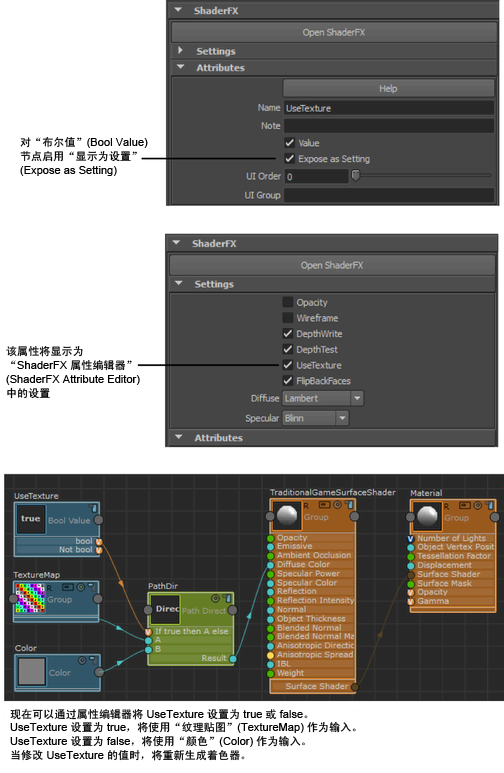 ShaderFX
Open ShaderFX
Settings
Attributes
Help
Name UseTexture
Note
Value
Expose as Setting
UI Order 0
UI Group
对“布尔值”(Bool Value)
节点启用“显示为设置”
(Expose as Setting)
ShaderFX
Open ShaderFX
Settings
Opacity
Wireframe
DepthWrite
DepthTest
UseTexture
FlipBackFaces
Diffuse Lambert
Specular Blinn
Attributes
该属性将显示为
“ShaderFX 属性编辑器”
(ShaderFX Attribute Editor)
中的设置
UseTexture
true Bool Value
bool
Not bool
TextureMap
Group
Color
Color
PathDir
Direc Path Direct
If true then A else
A
B
Result
TraditionalGameSurfaceShader
R
Group
Opacity
Emissive
Ambient Occlusion
Diffuse Color
Specular Power
Specular Color
Reflection
Reflection Intensity
Normal
Object Thickness
Blended Normal
Blended Normal Ma
Anisotropic Directic
Anisotropic Spread
IBL
Weight
Surface Shader
Material
R
Group
Number of Lights
Object Vertex Posit
Tessellation Factor
Displacement
Surface Shader
Surface Mask
Opacity
Gamma
现在可以通过属性编辑器将 UseTexture 设置为 true 或 false。
UseTexture 设置为 true，将使用“纹理贴图”(TextureMap) 作为输入。
UseTexture 设置为 false，将使用“颜色”(Color) 作为输入。
当修改 UseTexture 的值时，将重新生成着色器。